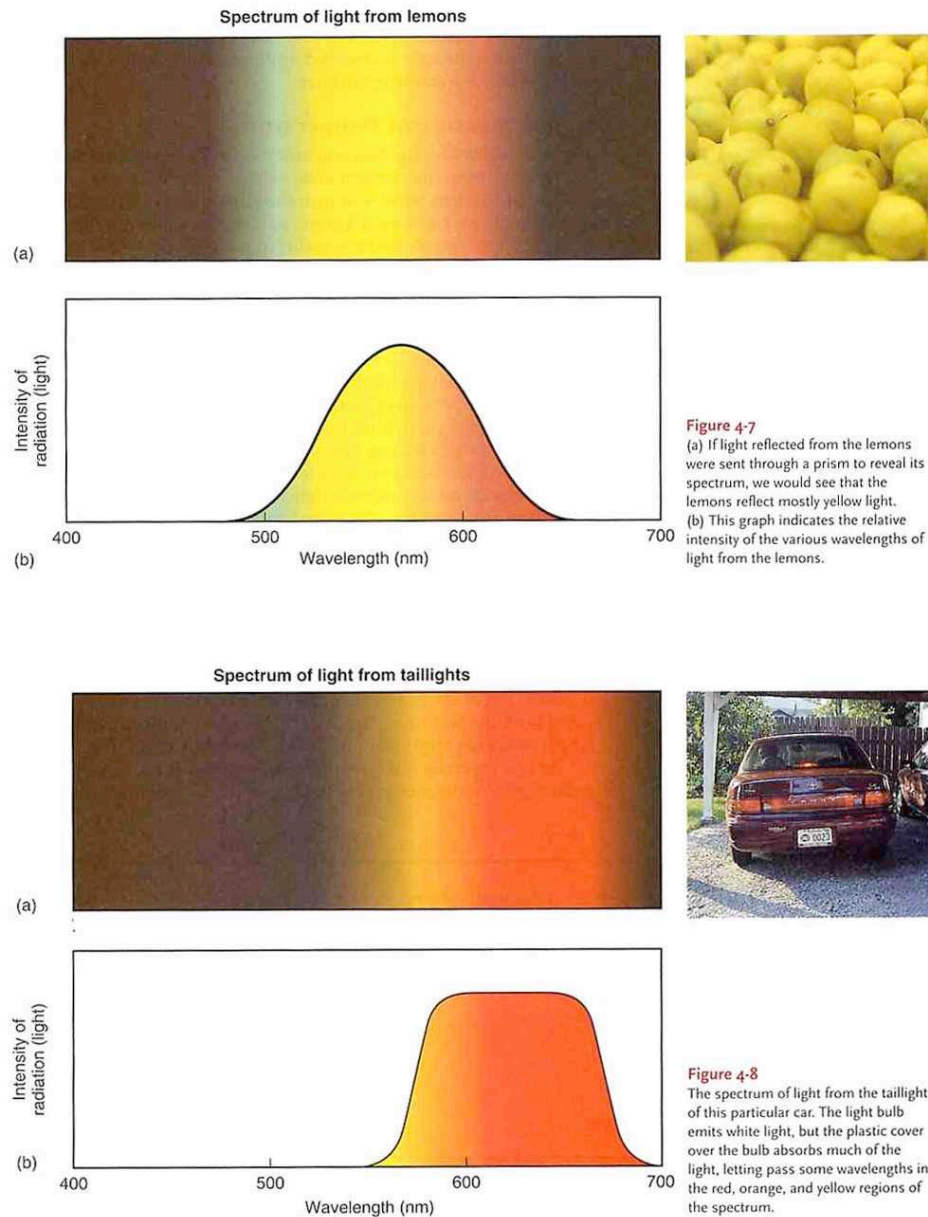 Spectrum of light from lemons
(a)
Intensity of
radiation (light)
400
500
600
700
Wavelength (nm)
(b)
Figure 4-7
(a) If light reflected from the lemons
were sent through a prism to reveal its
spectrum, we would see that the
lemons reflect mostly yellow light.
(b) This graph indicates the relative
intensity of the various wavelengths of
light from the lemons.
Spectrum of light from taillights
(a)
Intensity of
radiation (light)
400
500
600
700
Wavelength (nm)
(b)
Figure 4-8
The spectrum of light from the taillight
of this particular car. The light bulb
emits white light, but the plastic cover
over the bulb absorbs much of the
light, letting pass some wavelengths in
the red, orange, and yellow regions of
the spectrum.